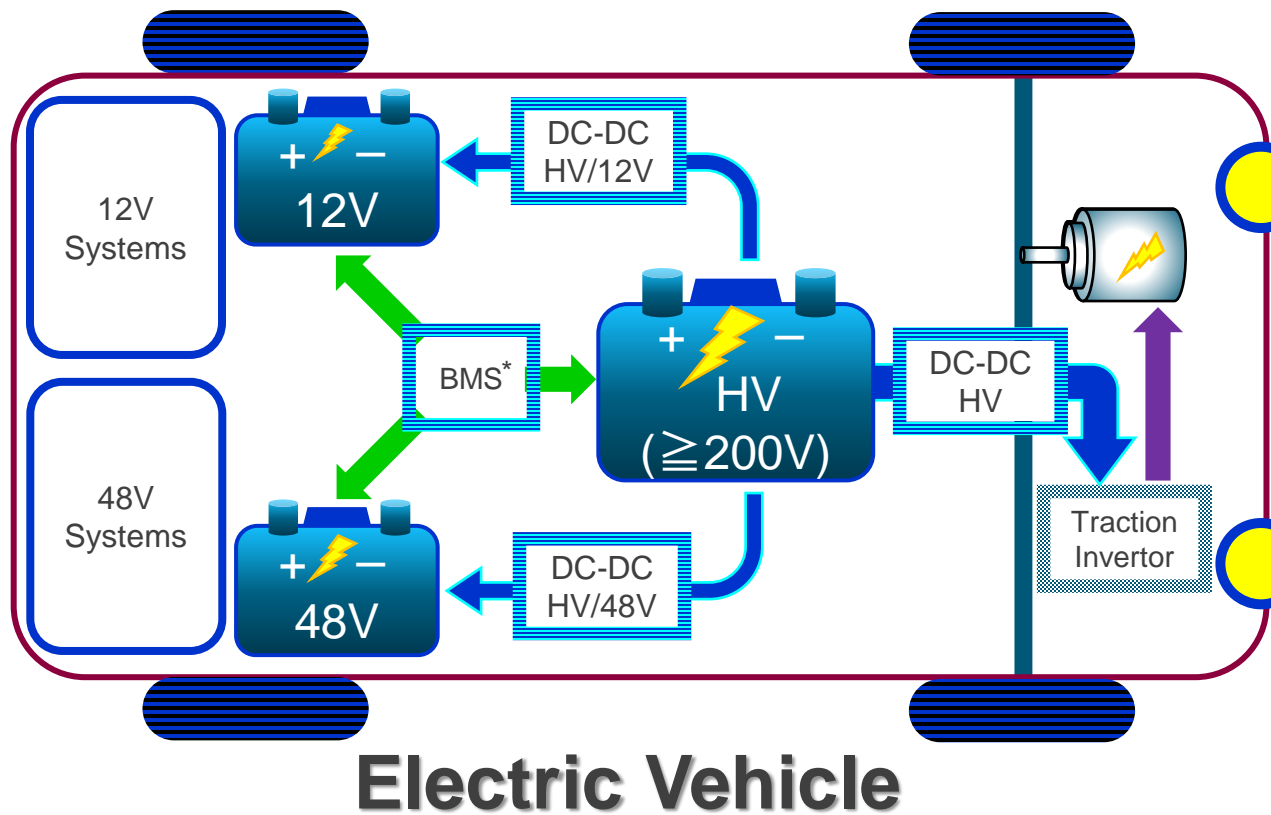 12V
Systems
+ −
12V
DC-DC
HV/12V
BMS*
+ −
HV
(≧200V)
DC-DC
HV
48V
Systems
+ −
48V
DC-DC
HV/48V
Traction
Invertor
Electric Vehicle